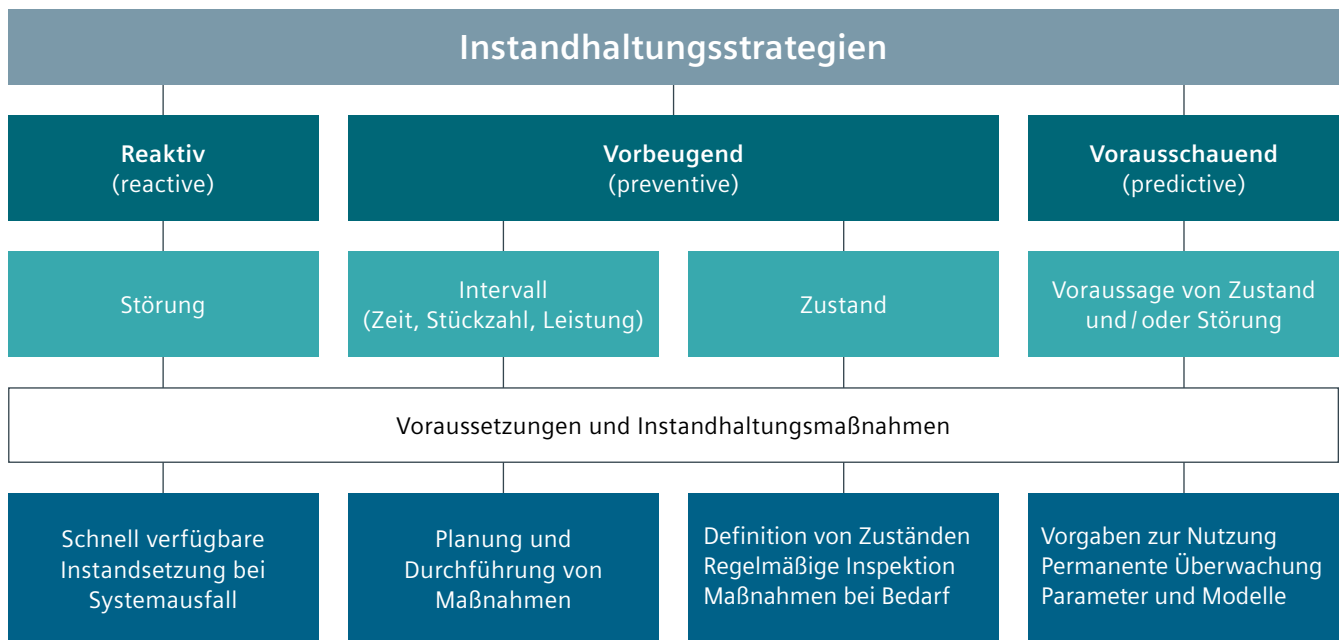 Instandhaltungsstrategien
Reaktiv
(reactive)
Vorbeugend
(preventive)
Vorausschauend
(predictive)
Störung
Intervall
(Zeit, Stückzahl, Leistung)
Zustand
Voraussage von Zustand
und / oder Störung
Voraussetzungen und Instandhaltungsmaßnahmen
Schnell verfügbare
Instandsetzung bei
Systemausfall
Planung und
Durchführung von
Maßnahmen
Definition von Zuständen
Regelmäßige Inspektion
Maßnahmen bei Bedarf
Vorgaben zur Nutzung
Permanente Überwachung
Parameter und Modelle